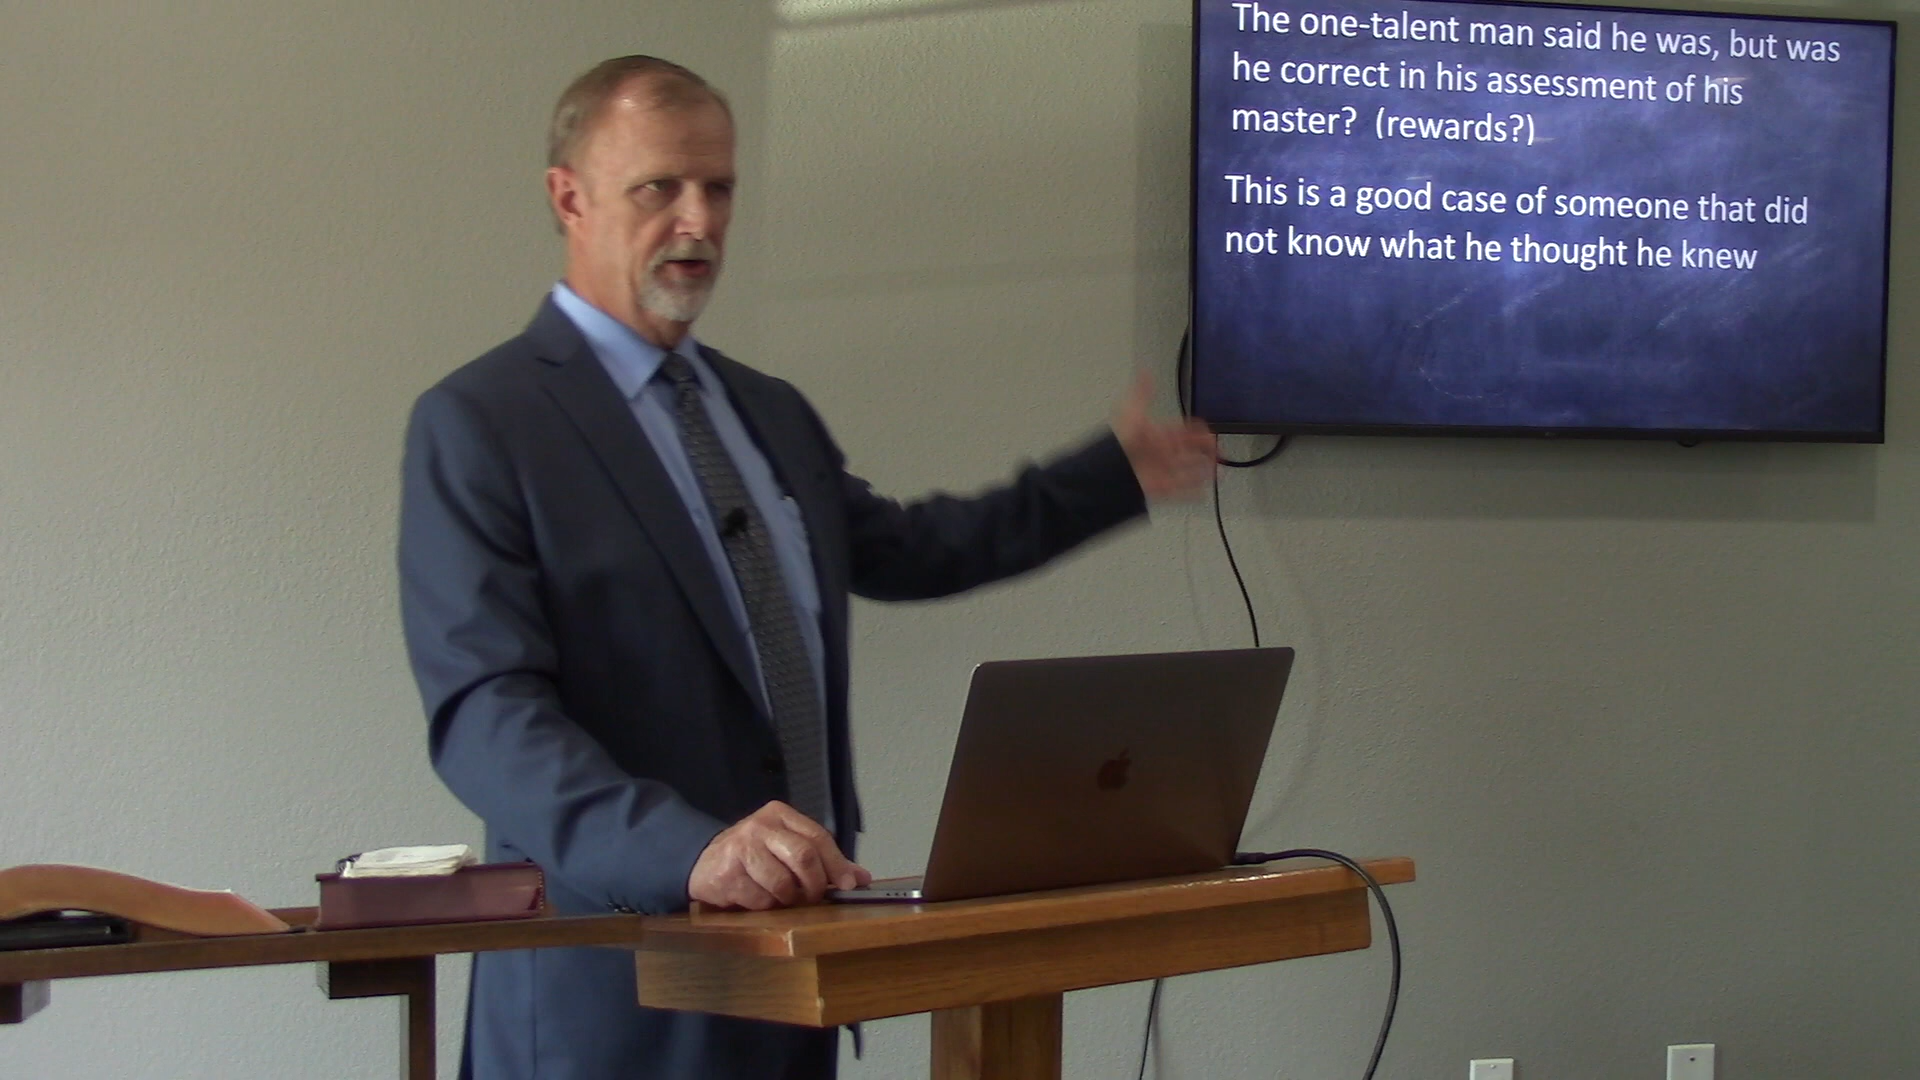 The one-talent man said he was, but was
he correct in his assessment of his
master?  (rewards?)
This is a good case of someone that did
not know what he thought he knew